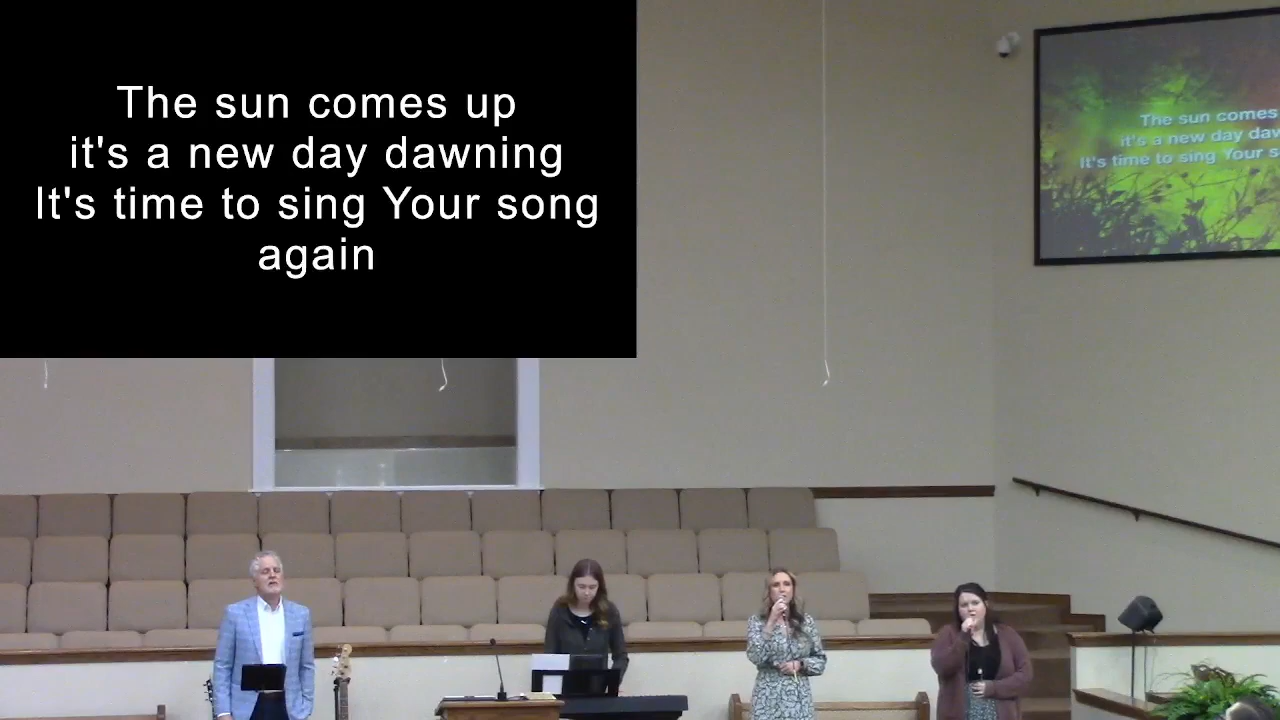 The sun comes up
it's a new day dawning
It's time to sing Your song
again
The sun comes
it's a new day
It's time to sing Your